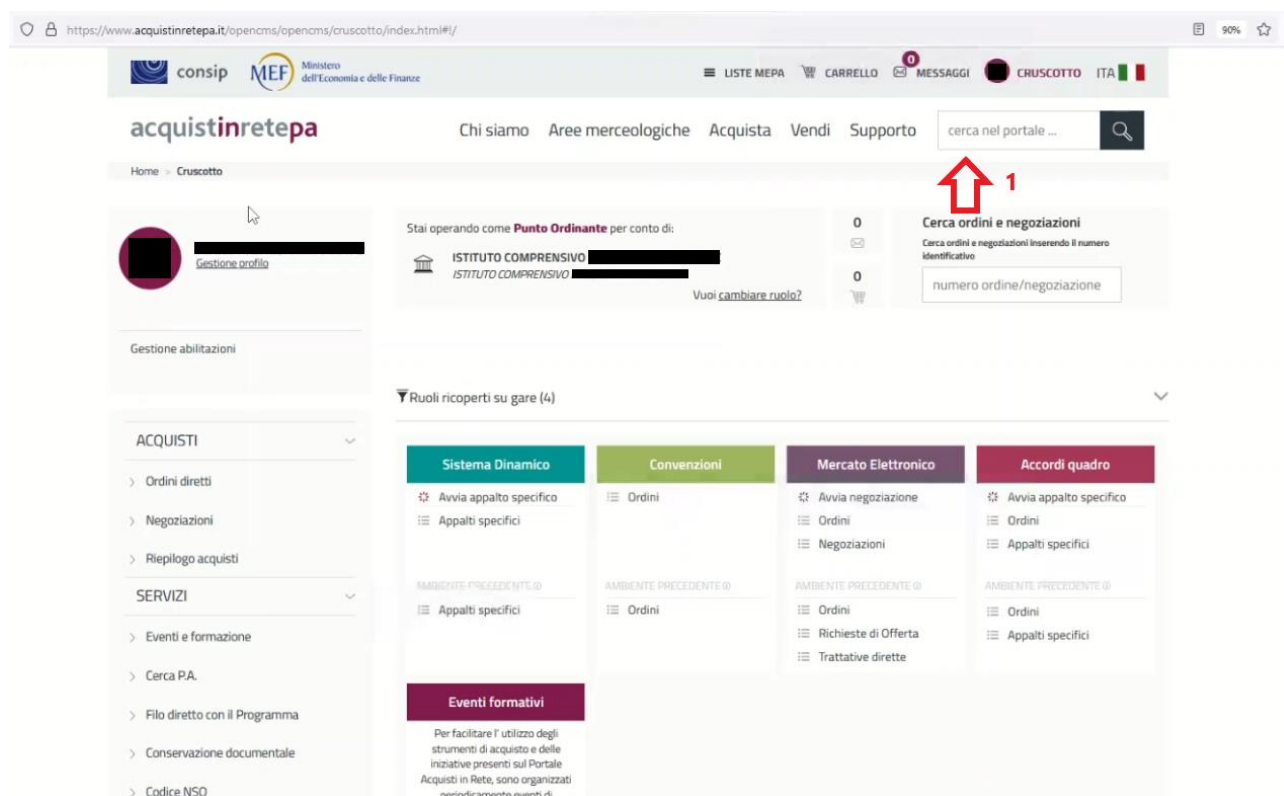 https://www.acquistinretepa.it/opencms/opencms/cruscotto/index.html#!/
90%
consip
MEF
Ministero
dell'Economia e delle Finanze
LISTE MEPA
CARRELLO
0
MESSAGGI
CRUSCOTTO
ITA
acquistinretepa
Chi siamo
Aree merceologiche
Acquista
Vendi
Supporto
cerca nel portale ...
1
Home > Cruscotto
Gestione profilo
Gestione abilitazioni
Stai operando come Punto Ordinante per conto di:
ISTITUTO COMPRENSIVO
ISTITUTO COMPRENSIVO
Vuoi cambiare ruolo?
0
0
Cerca ordini e negoziazioni
Cerca ordini e negoziazioni inserendo il numero
identificativo
numero ordine/negoziazione
Ruoli ricoperti su gare (4)
ACQUISTI
Ordini diretti
Negoziazioni
Riepilogo acquisti
SERVIZI
Eventi e formazione
Cerca P.A.
Filo diretto con il Programma
Conservazione documentale
Codice NSO
Sistema Dinamico
Avvia appalto specifico
Appalti specifici
AMBIENTE PRECEDENTE
Appalti specifici
Convenzioni
Ordini
AMBIENTE PRECEDENTE
Ordini
Mercato Elettronico
Avvia negoziazione
Ordini
Negoziazioni
AMBIENTE PRECEDENTE
Ordini
Richieste di Offerta
Trattative dirette
Accordi quadro
Avvia appalto specifico
Ordini
Appalti specifici
AMBIENTE PRECEDENTE
Ordini
Appalti specifici
Eventi formativi
Per facilitare l' utilizzo degli
strumenti di acquisto e delle
iniziative presenti sul Portale
Acquisti in Rete, sono organizzati
periodicamente eventi di